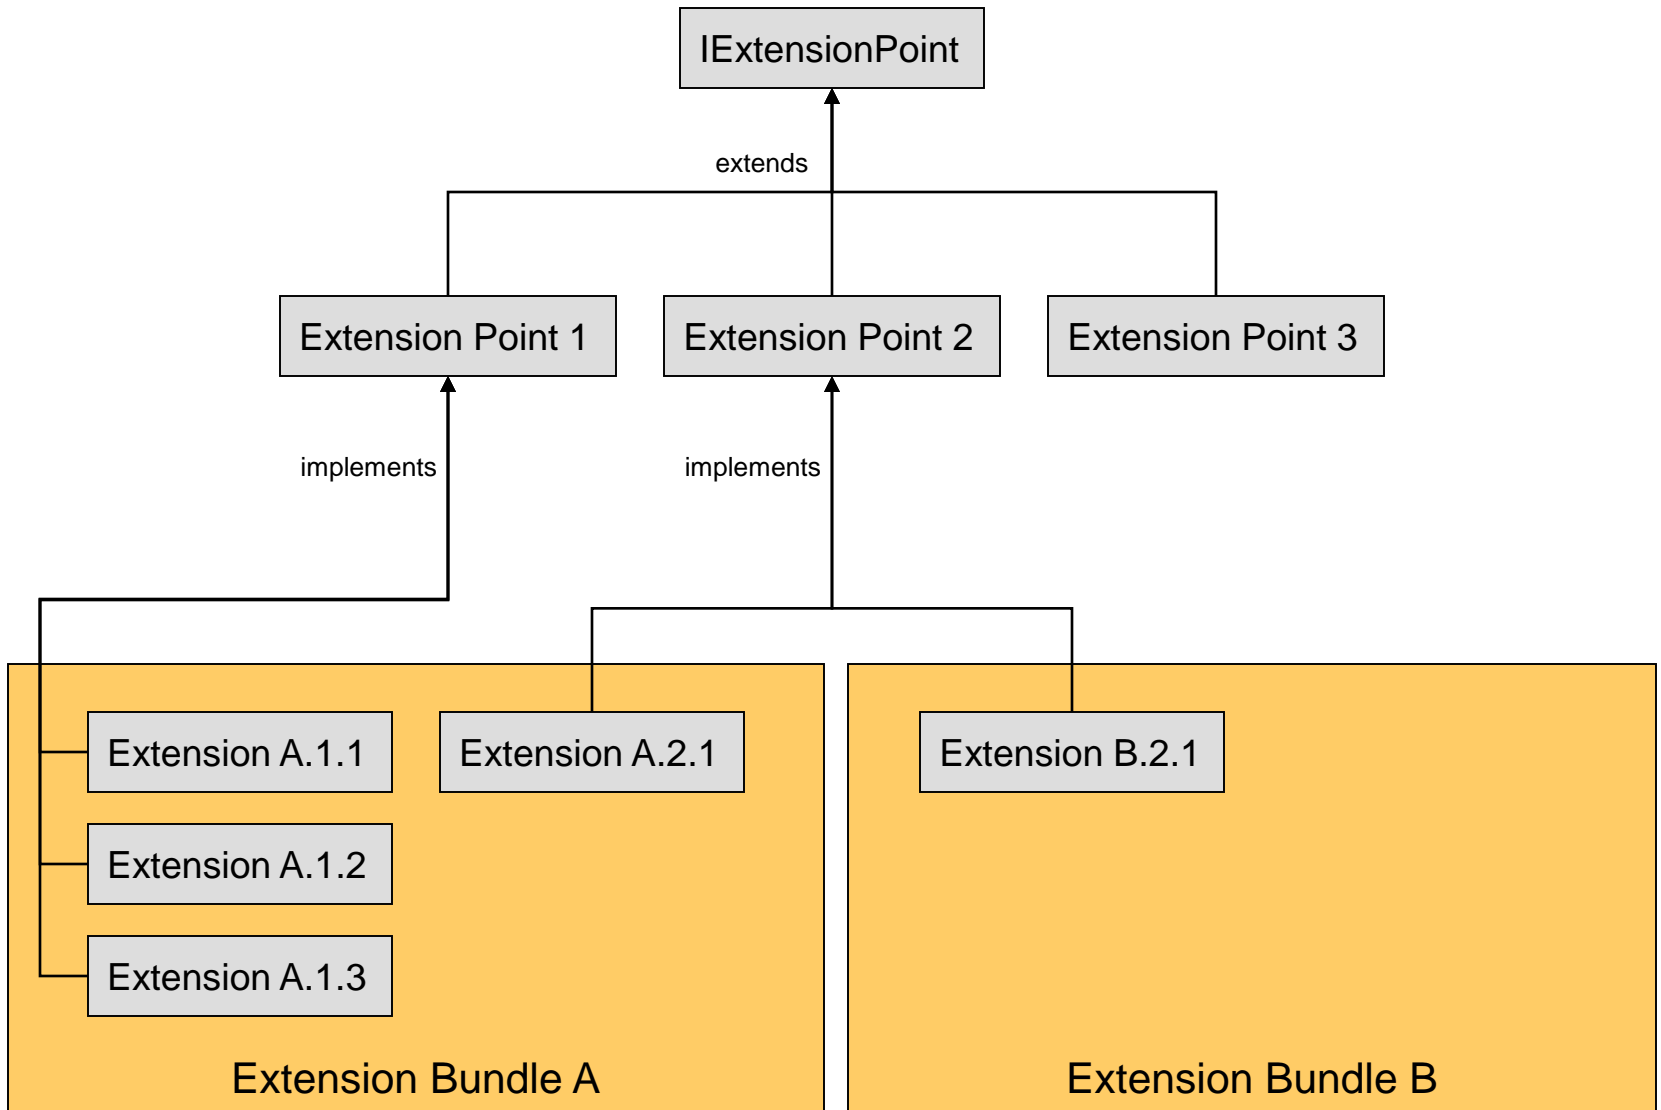 IExtensionPoint
extends
Extension Point 1
Extension Point 2
Extension Point 3
implements
implements
Extension A.1.1
Extension A.2.1
Extension B.2.1
Extension A.1.2
Extension A.1.3
Extension Bundle A
Extension Bundle B